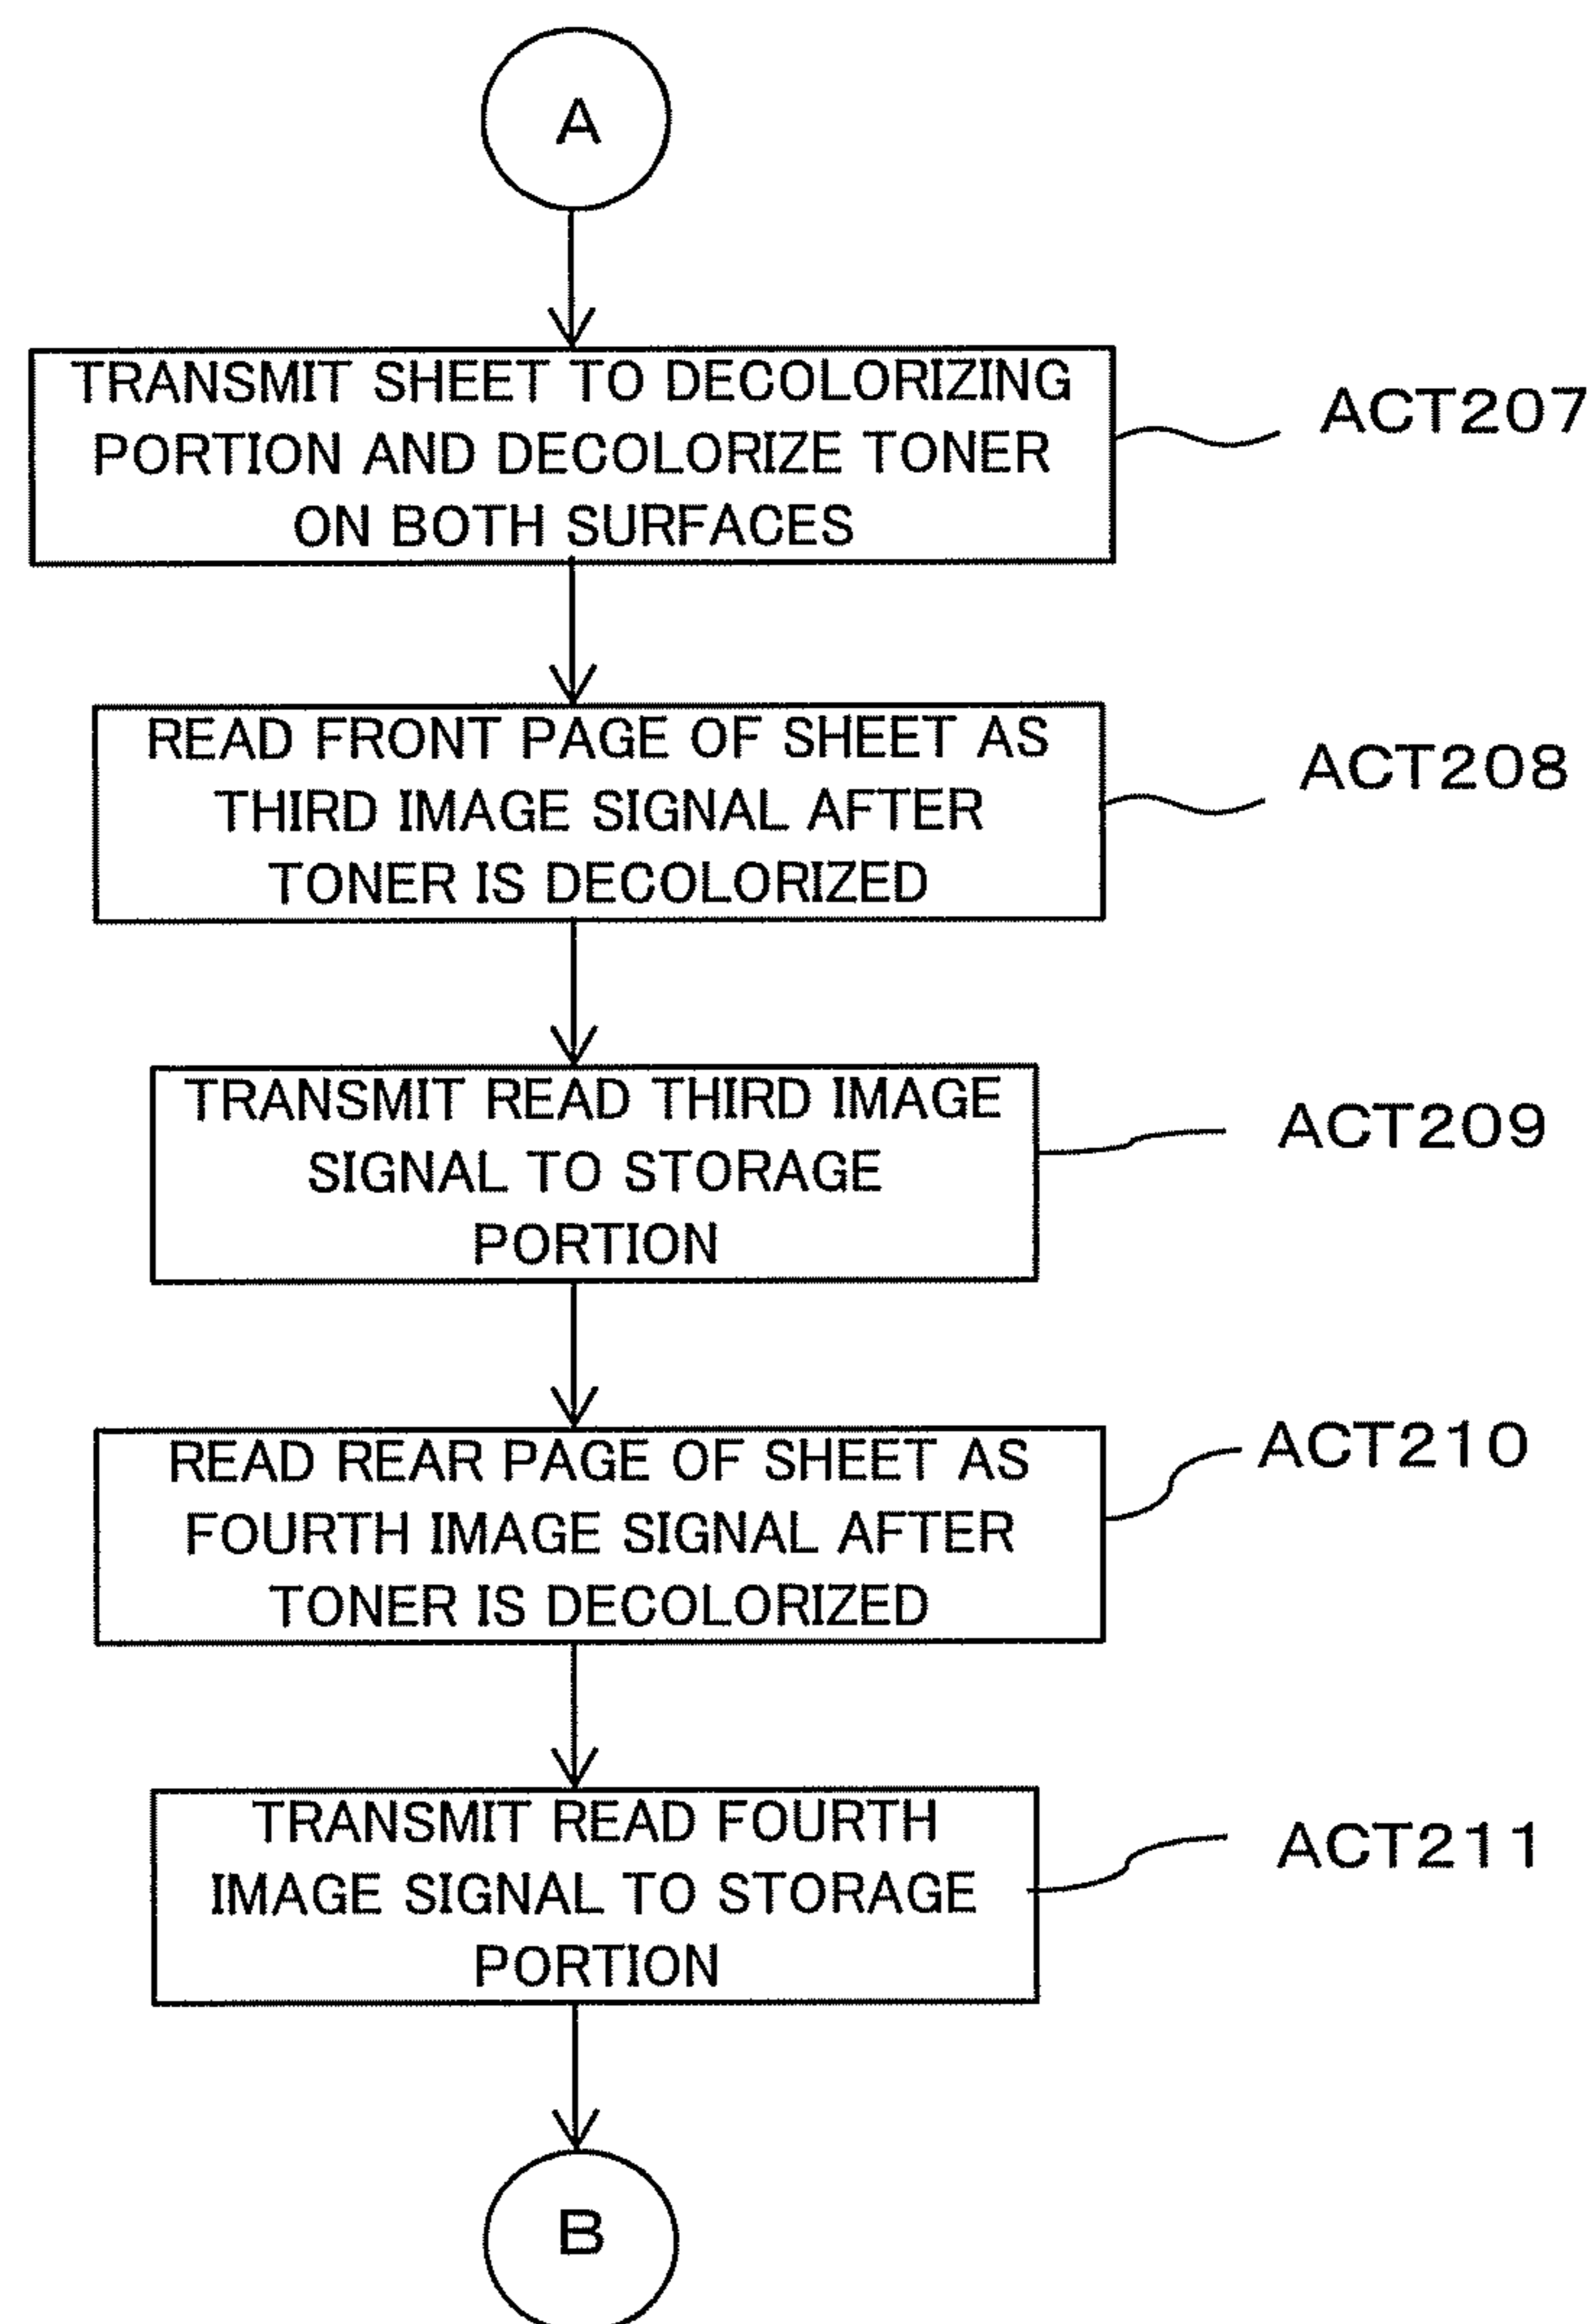 A
TRANSMIT SHEET TO DECOLORIZING
PORTION AND DECOLORIZE TONER
ON BOTH SURFACES
ACT207
READ FRONT PAGE OF SHEET AS
THIRD IMAGE SIGNAL AFTER
TONER IS DECOLORIZED
ACT208
TRANSMIT READ THIRD IMAGE
SIGNAL TO STORAGE
PORTION
ACT209
READ REAR PAGE OF SHEET AS
FOURTH IMAGE SIGNAL AFTER
TONER IS DECOLORIZED
ACT210
TRANSMIT READ FOURTH
IMAGE SIGNAL TO STORAGE
PORTION
ACT211
B